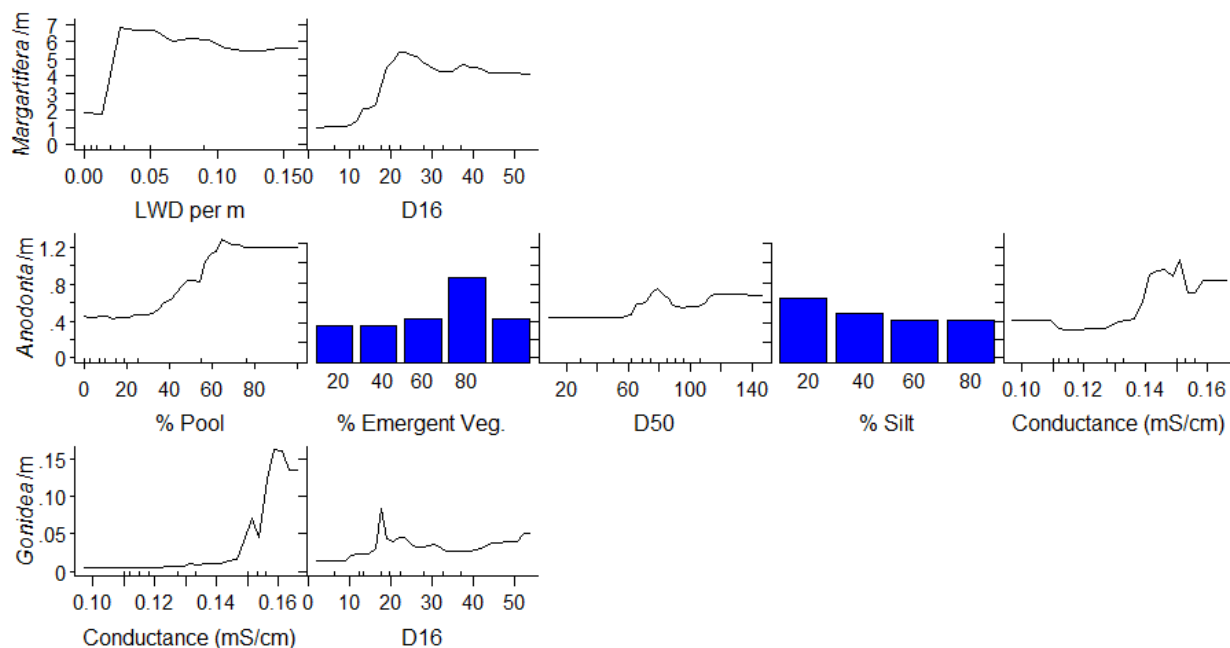 Margartifera /m
7
6
5
4
3
2
1
0
0.00 0.05 0.10 0.150 10 20 30 40 50
LWD per m D16
Anodonta /m
1.2
.8
.4
0
0 20 40 60 80 20 40 60 80 20 60 100 140 20 40 60 80 0.10 0.12 0.14 0.16
% Pool % Emergent Veg. D50 % Silt Conductance (mS/cm)
Gonidea /m
.15
0.10
.05
0
0.10 0.12 0.14 0.16 0 10 20 30 40 50
Conductance (mS/cm) D16